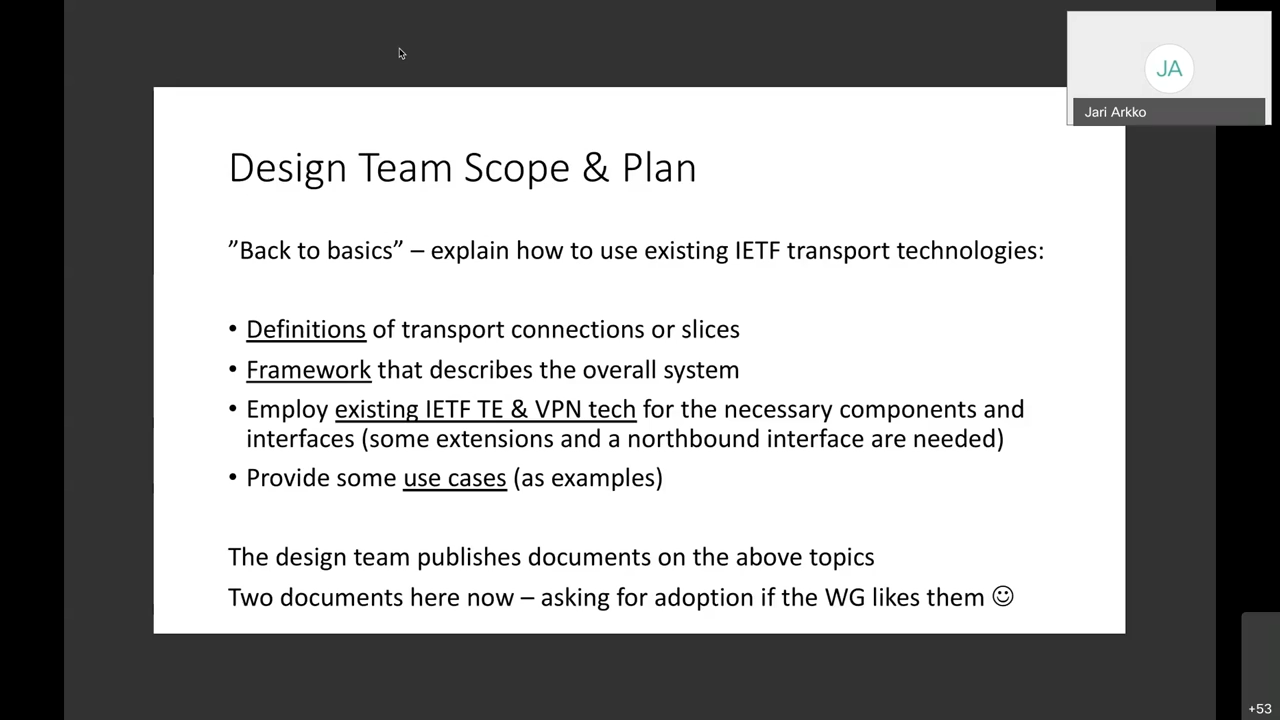 JA
Jari Arkko
Design Team Scope & Plan
”Back to basics” – explain how to use existing IETF transport technologies:
• Definitions of transport connections or slices
• Framework that describes the overall system
• Employ existing IETF TE & VPN tech for the necessary components and
interfaces (some extensions and a northbound interface are needed)
• Provide some use cases (as examples)
The design team publishes documents on the above topics
Two documents here now – asking for adoption if the WG likes them ☺
+53